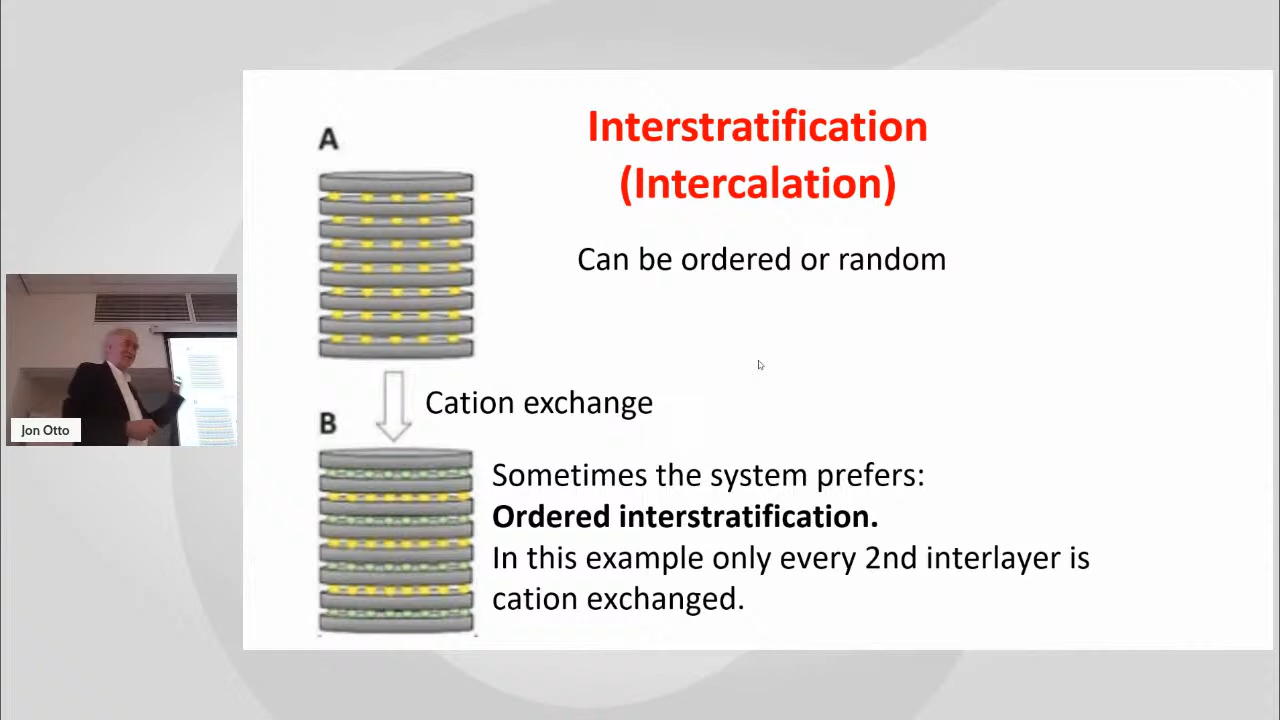 A
Interstratification
(Intercalation)
Can be ordered or random
Cation exchange
B
Sometimes the system prefers:
Ordered interstratification.
In this example only every 2nd interlayer is
cation exchanged.
Jon Otto